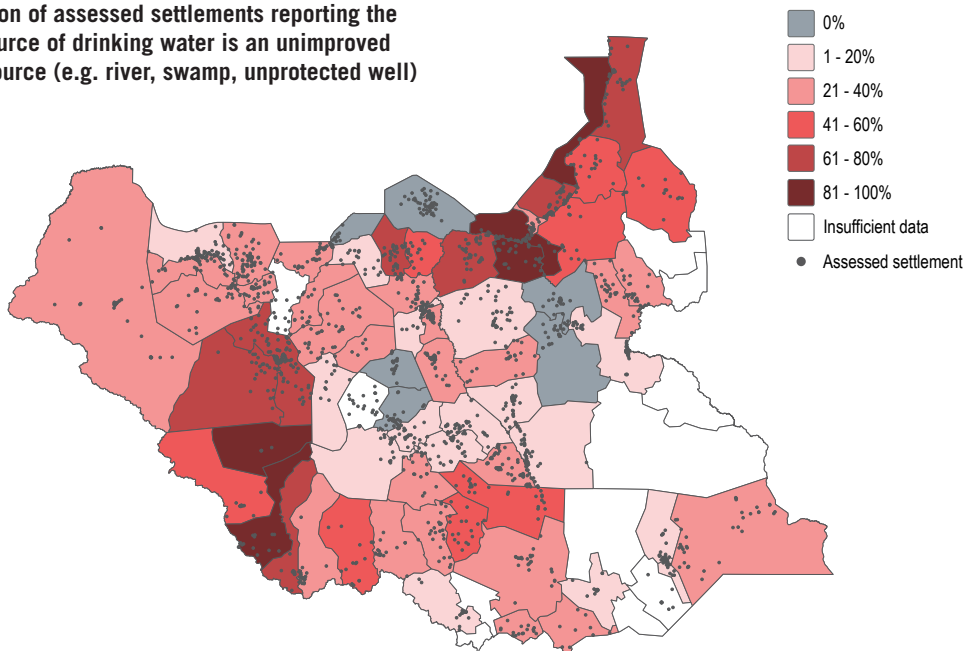 on of assessed settlements reporting the
urce of drinking water is an unimproved
ource (e.g. river, swamp, unprotected well)
0%
1 - 20%
21 - 40%
41 - 60%
61 - 80%
81 - 100%
Insufficient data
Assessed settlement